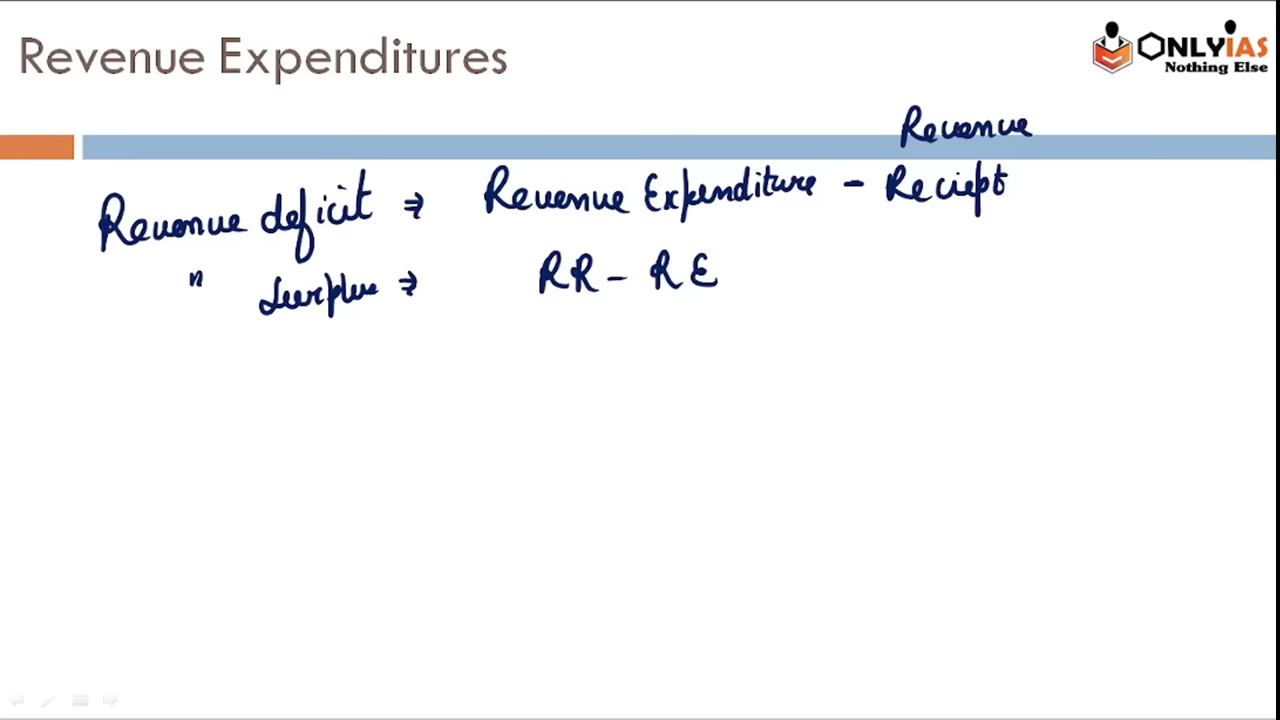 Revenue Expenditures
ONLYIAS
Nothing Else
Revenue
Revenue deficit ⇒ Revenue Expenditure - Reciept
" Surplus ⇒ RR - RE